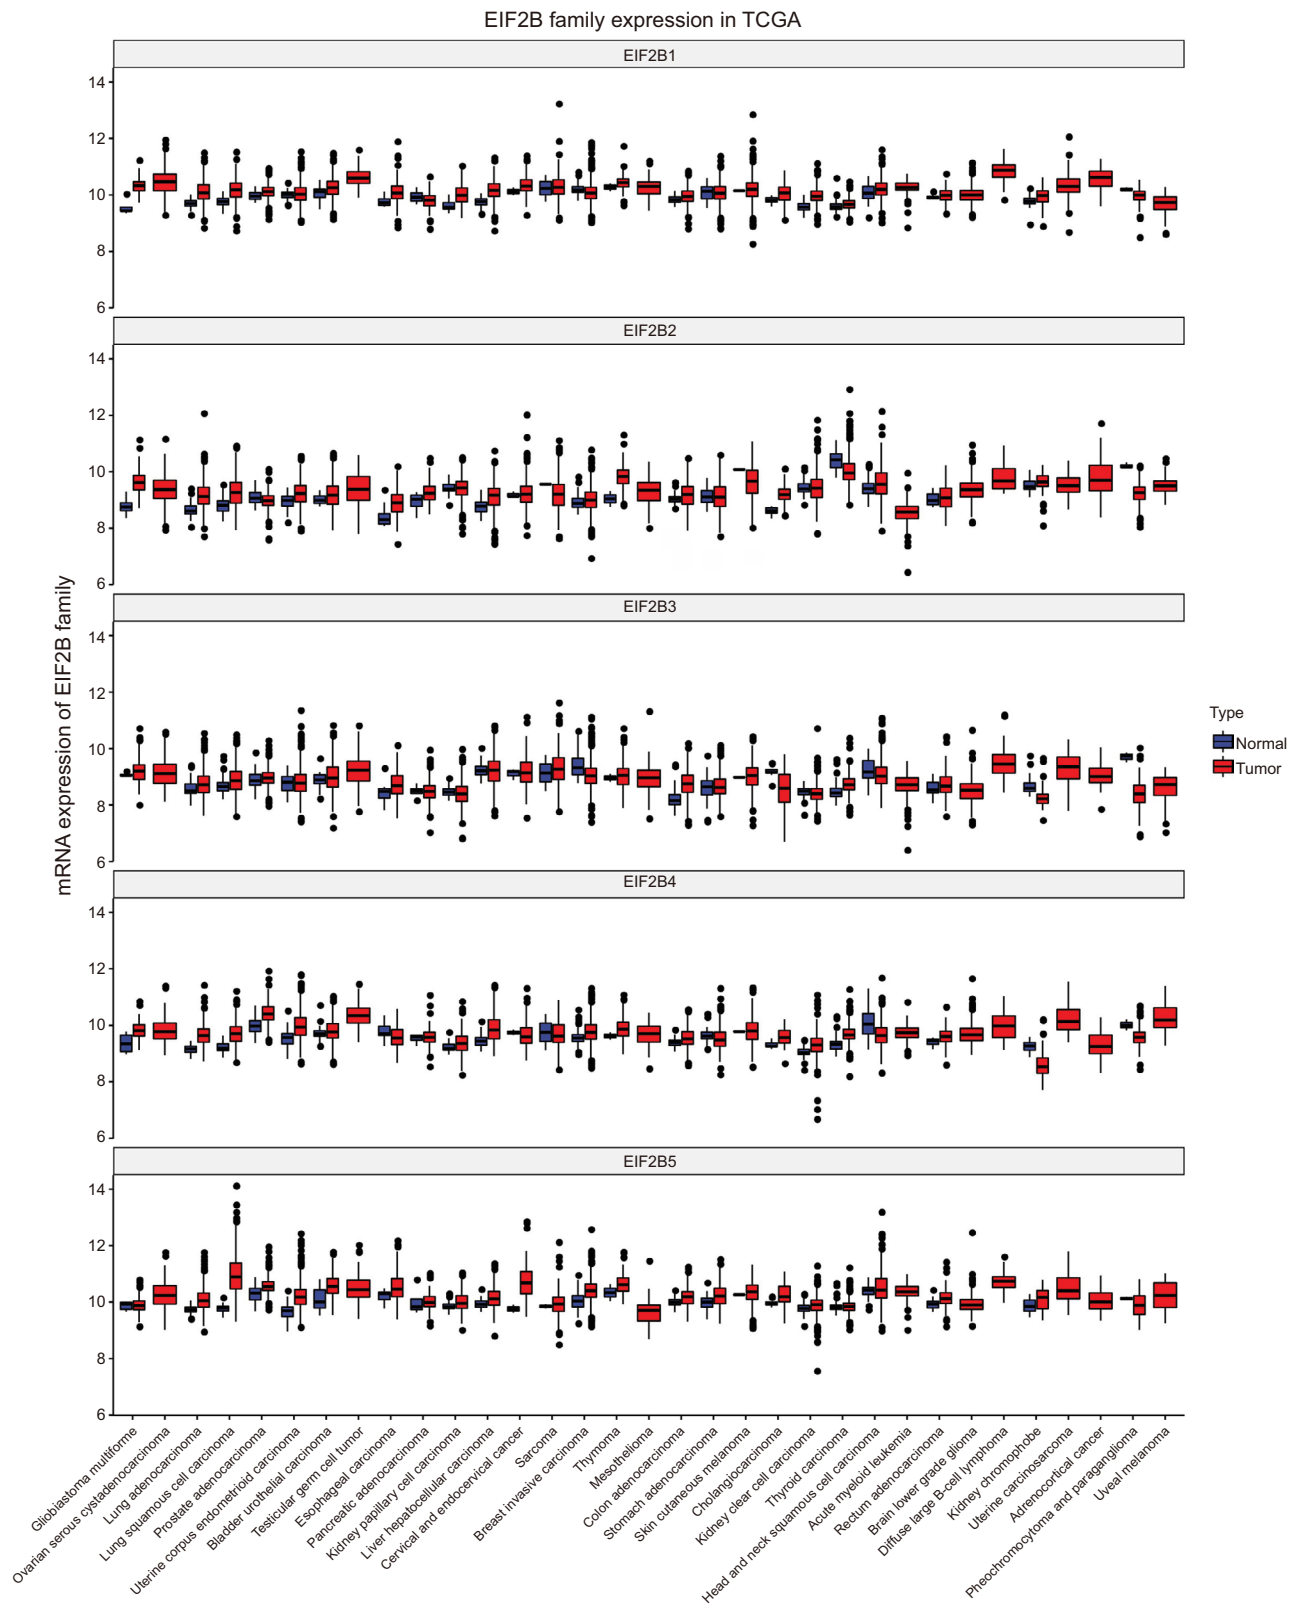 EIF2B family expression in TCGA
EIF2B1
14
12
10
8
6
EIF2B2
14
12
10
8
6
EIF2B3
14
12
10
8
6
EIF2B4
14
12
10
8
6
EIF2B5
14
12
10
8
6
mRNA expression of EIF2B family
Type
Normal
Tumor
Gliobiastoma multiforme
Ovarian serous cystadenocarcinoma
Lung adenocarcinoma
Lung squamous cell carcinoma
Prostate adenocarcinoma
Uterine corpus endometrioid carcinoma
Bladder urothelial carcinoma
Testicular germ cell tumor
Esophageal carcinoma
Pancreatic adenocarcinoma
Kidney papillary cell carcinoma
Liver hepatocellular carcinoma
Cervical and endocervical cancer
Sarcoma
Breast invasive carcinoma
Thymoma
Mesothelioma
Colon adenocarcinoma
Stomach adenocarcinoma
Skin cutaneous melanoma
Cholangiocarcinoma
Kidney clear cell carcinoma
Thyroid carcinoma
Head and neck squamous cell carcinoma
Acute myeloid leukemia
Rectum adenocarcinoma
Brain lower grade glioma
Diffuse large B-cell lymphoma
Kidney chromophobe
Uterine carcinosarcoma
Adrenocortical cancer
Pheochromocytoma and paraganglioma
Uveal melanoma